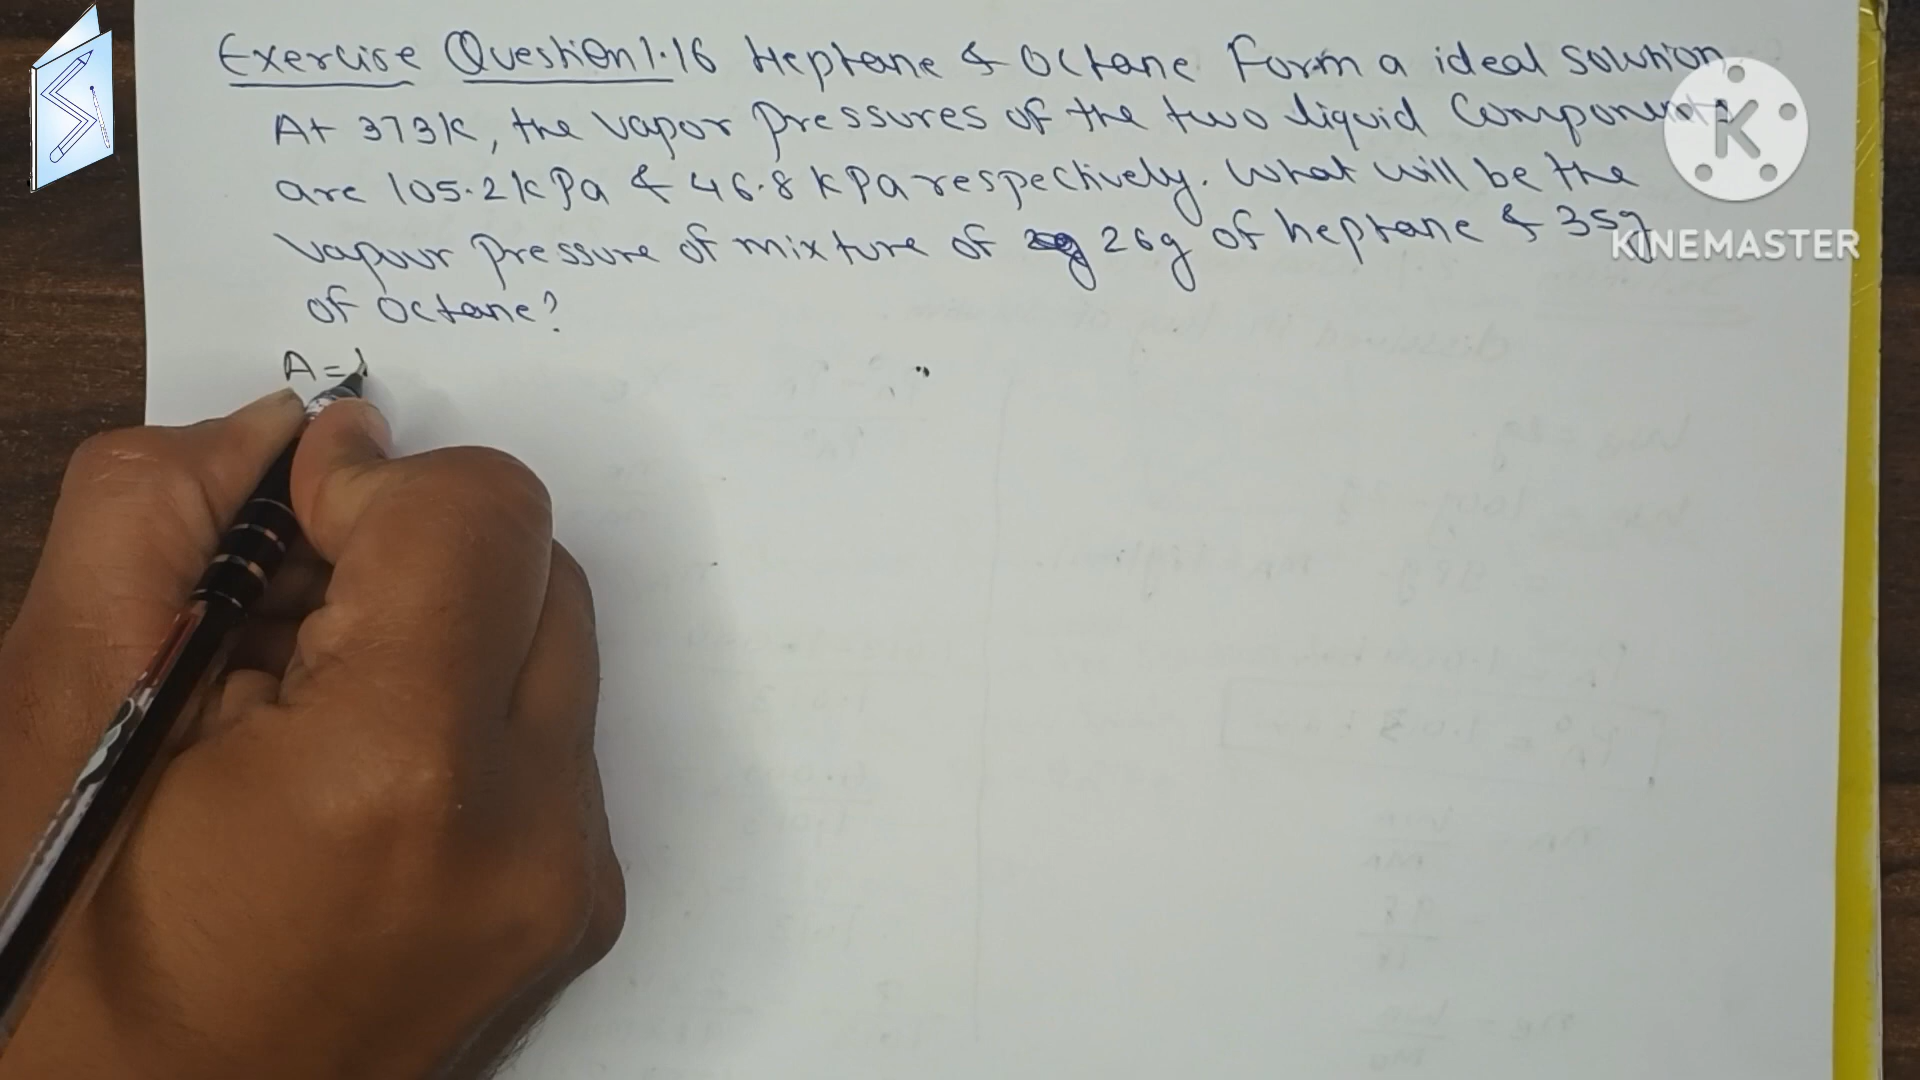 Exercise Question 1.16 Heptane & Octane Form a ideal solution.
At 373K, the vapor pressures of the two liquid Components
are 105.2 kPa & 46.8 kPa respectively. What will be the
vapour pressure of mixture of 26g of heptane & 35g
of Octane?
A =
K
KINEMASTER